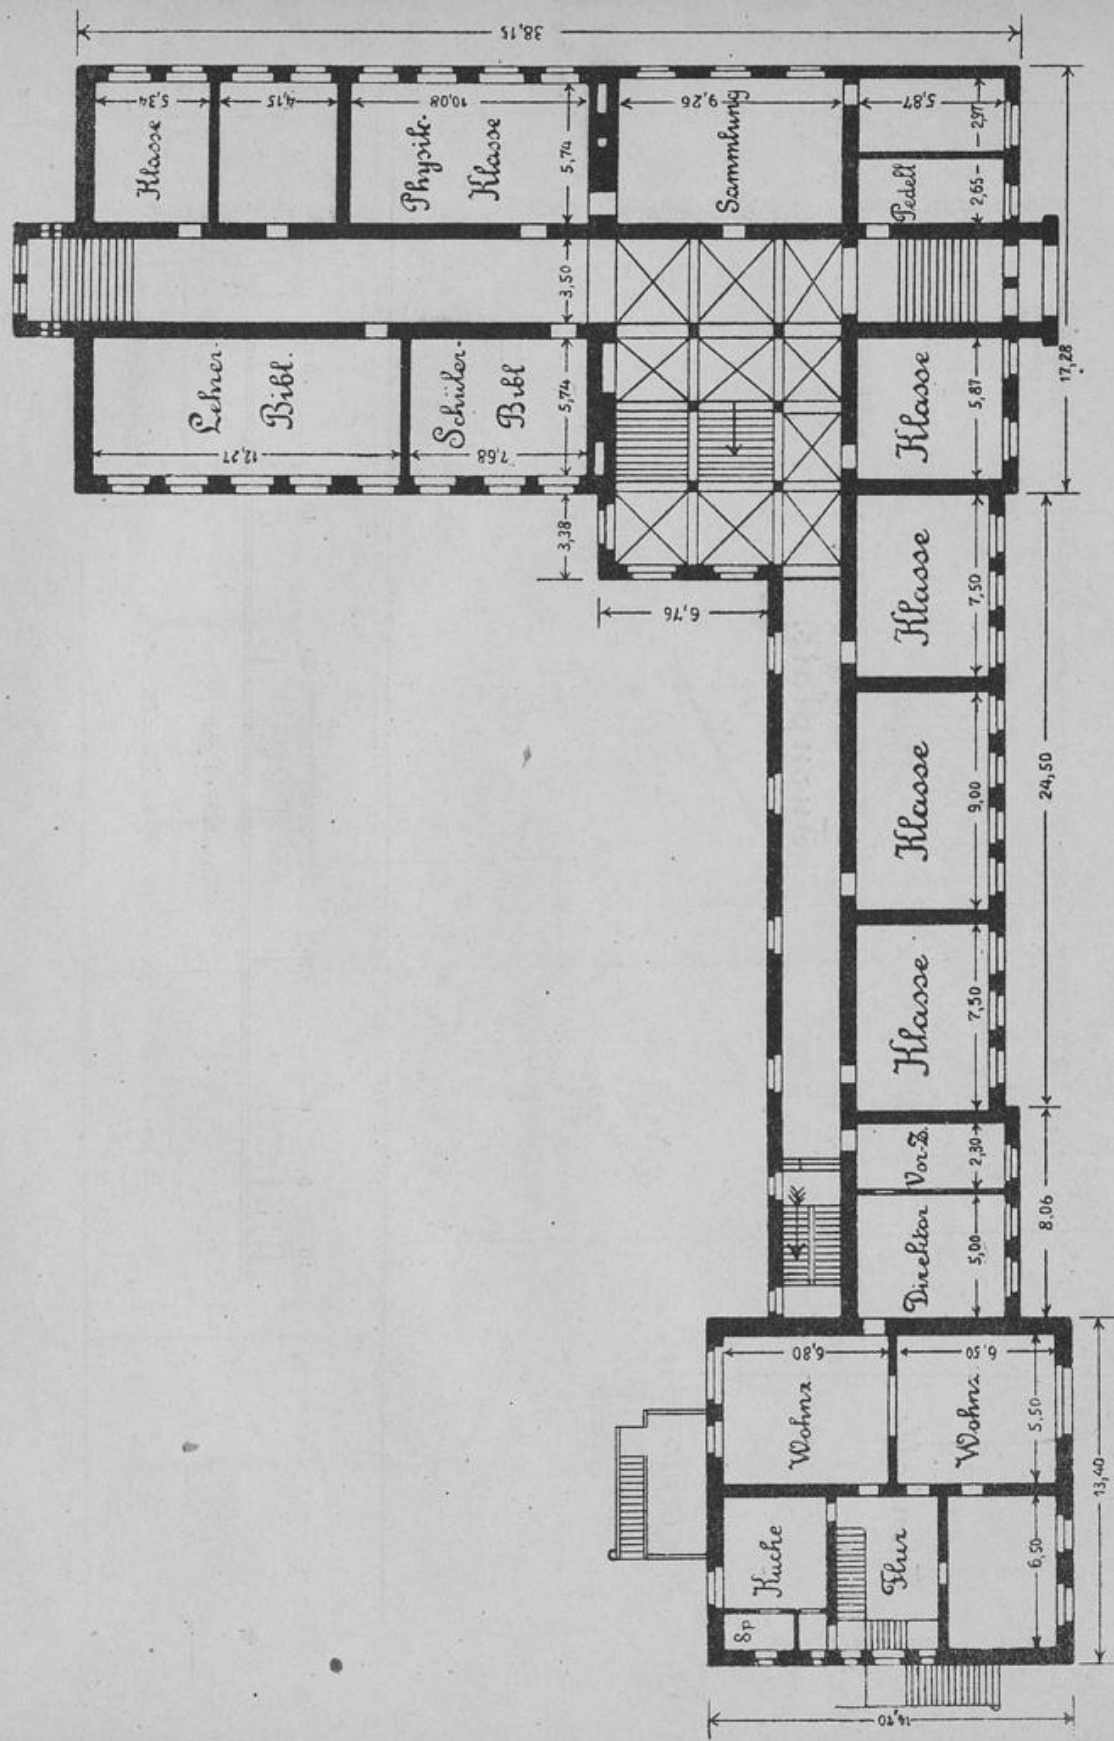 38,15
Klasse
5,34
4,15
Physik-
Klasse
10,08
5,74
Sammlung
9,26
5,87
2,97
Pedell
2,65
3,50
Lehrer-
Bibl.
12,27
Schüler-
Bibl
7,68
5,74
Klasse
5,87
17,28
3,38
6,76
Klasse
7,50
Klasse
9,00
24,50
Klasse
7,50
Vor-Z.
2,30
Direktor
5,00
8,06
Wohnz.
6,80
Wohnz
6,50
5,50
13,40
Küche
Sp
Flur
6,50